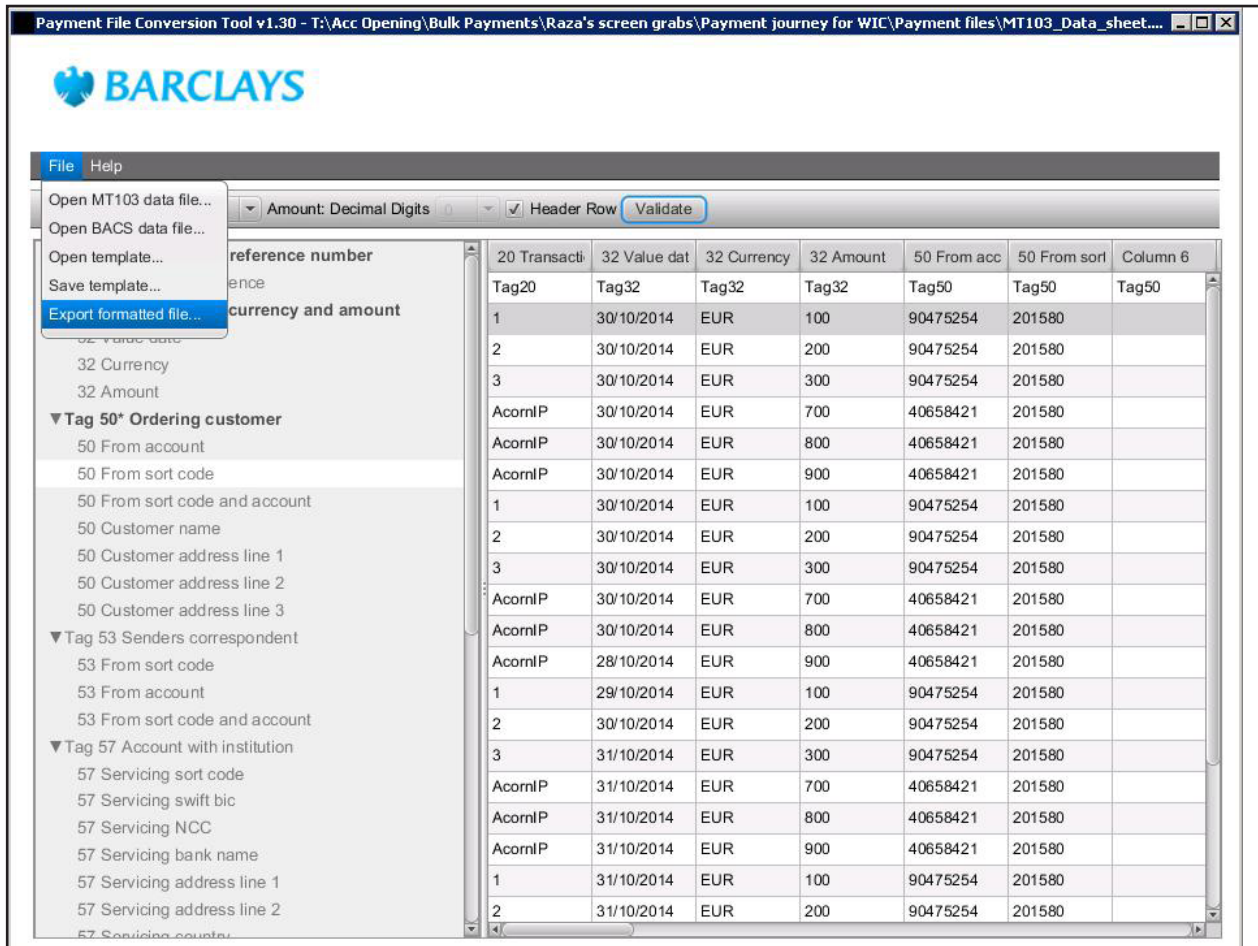 Payment File Conversion Tool v1.30 - T:\Acc Opening\Bulk Payments\Raza's screen grabs\Payment journey for WIC\Payment files\MT103_Data_sheet....
BARCLAYS
File Help
Open MT103 data file...
Open BACS data file...
Open template...
Save template...
Export formatted file...
Amount: Decimal Digits 0 Header Row Validate
reference number
ence
currency and amount
32 Value date
32 Currency
32 Amount
Tag 50* Ordering customer
50 From account
50 From sort code
50 From sort code and account
50 Customer name
50 Customer address line 1
50 Customer address line 2
50 Customer address line 3
Tag 53 Senders correspondent
53 From sort code
53 From account
53 From sort code and account
Tag 57 Account with institution
57 Servicing sort code
57 Servicing swift bic
57 Servicing NCC
57 Servicing bank name
57 Servicing address line 1
57 Servicing address line 2
57 Servicing country
20 Transacti 32 Value dat 32 Currency 32 Amount 50 From acc 50 From sort Column 6
Tag20 Tag32 Tag32 Tag32 Tag50 Tag50 Tag50
1 30/10/2014 EUR 100 90475254 201580
2 30/10/2014 EUR 200 90475254 201580
3 30/10/2014 EUR 300 90475254 201580
AcornIP 30/10/2014 EUR 700 40658421 201580
AcornIP 30/10/2014 EUR 800 40658421 201580
AcornIP 30/10/2014 EUR 900 40658421 201580
1 30/10/2014 EUR 100 90475254 201580
2 30/10/2014 EUR 200 90475254 201580
3 30/10/2014 EUR 300 90475254 201580
AcornIP 30/10/2014 EUR 700 40658421 201580
AcornIP 30/10/2014 EUR 800 40658421 201580
AcornIP 28/10/2014 EUR 900 40658421 201580
1 29/10/2014 EUR 100 90475254 201580
2 30/10/2014 EUR 200 90475254 201580
3 31/10/2014 EUR 300 90475254 201580
AcornIP 31/10/2014 EUR 700 40658421 201580
AcornIP 31/10/2014 EUR 800 40658421 201580
AcornIP 31/10/2014 EUR 900 40658421 201580
1 31/10/2014 EUR 100 90475254 201580
2 31/10/2014 EUR 200 90475254 201580